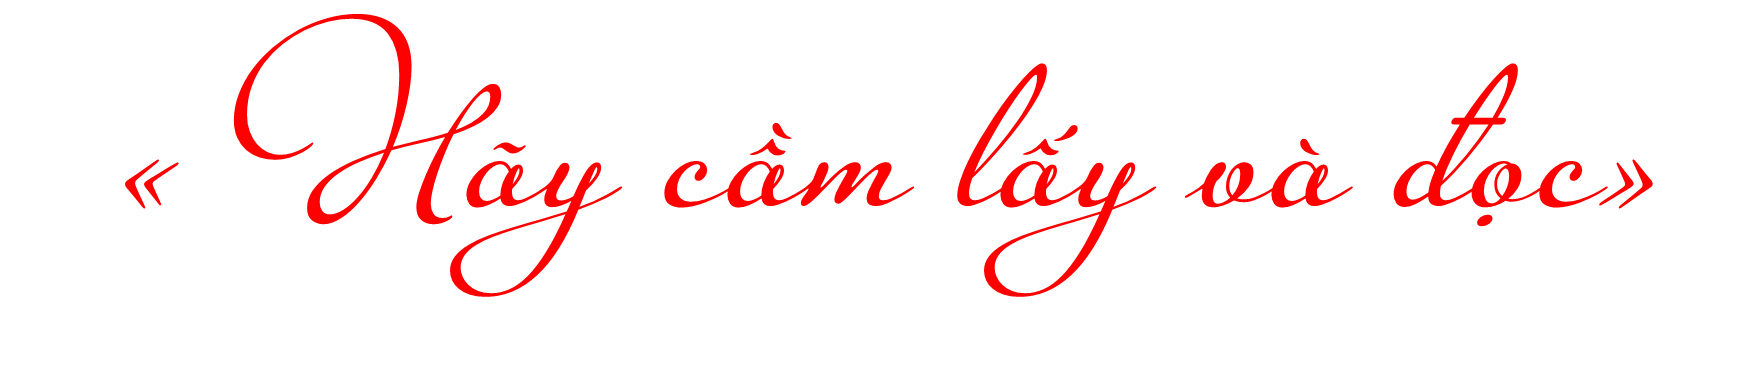 « Hãy cầm lấy và đọc»